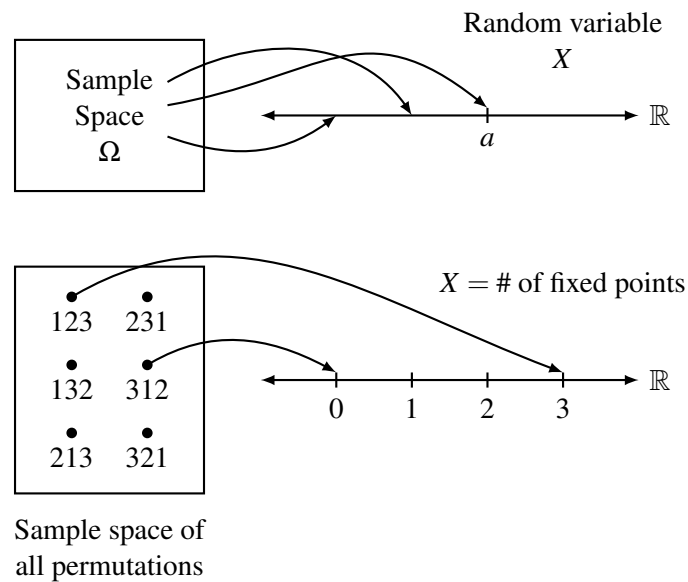 Random variable
X
Sample
Space
Ω
ℝ
a
X = # of fixed points
123 231
132 312
213 321
ℝ
0 1 2 3
Sample space of
all permutations